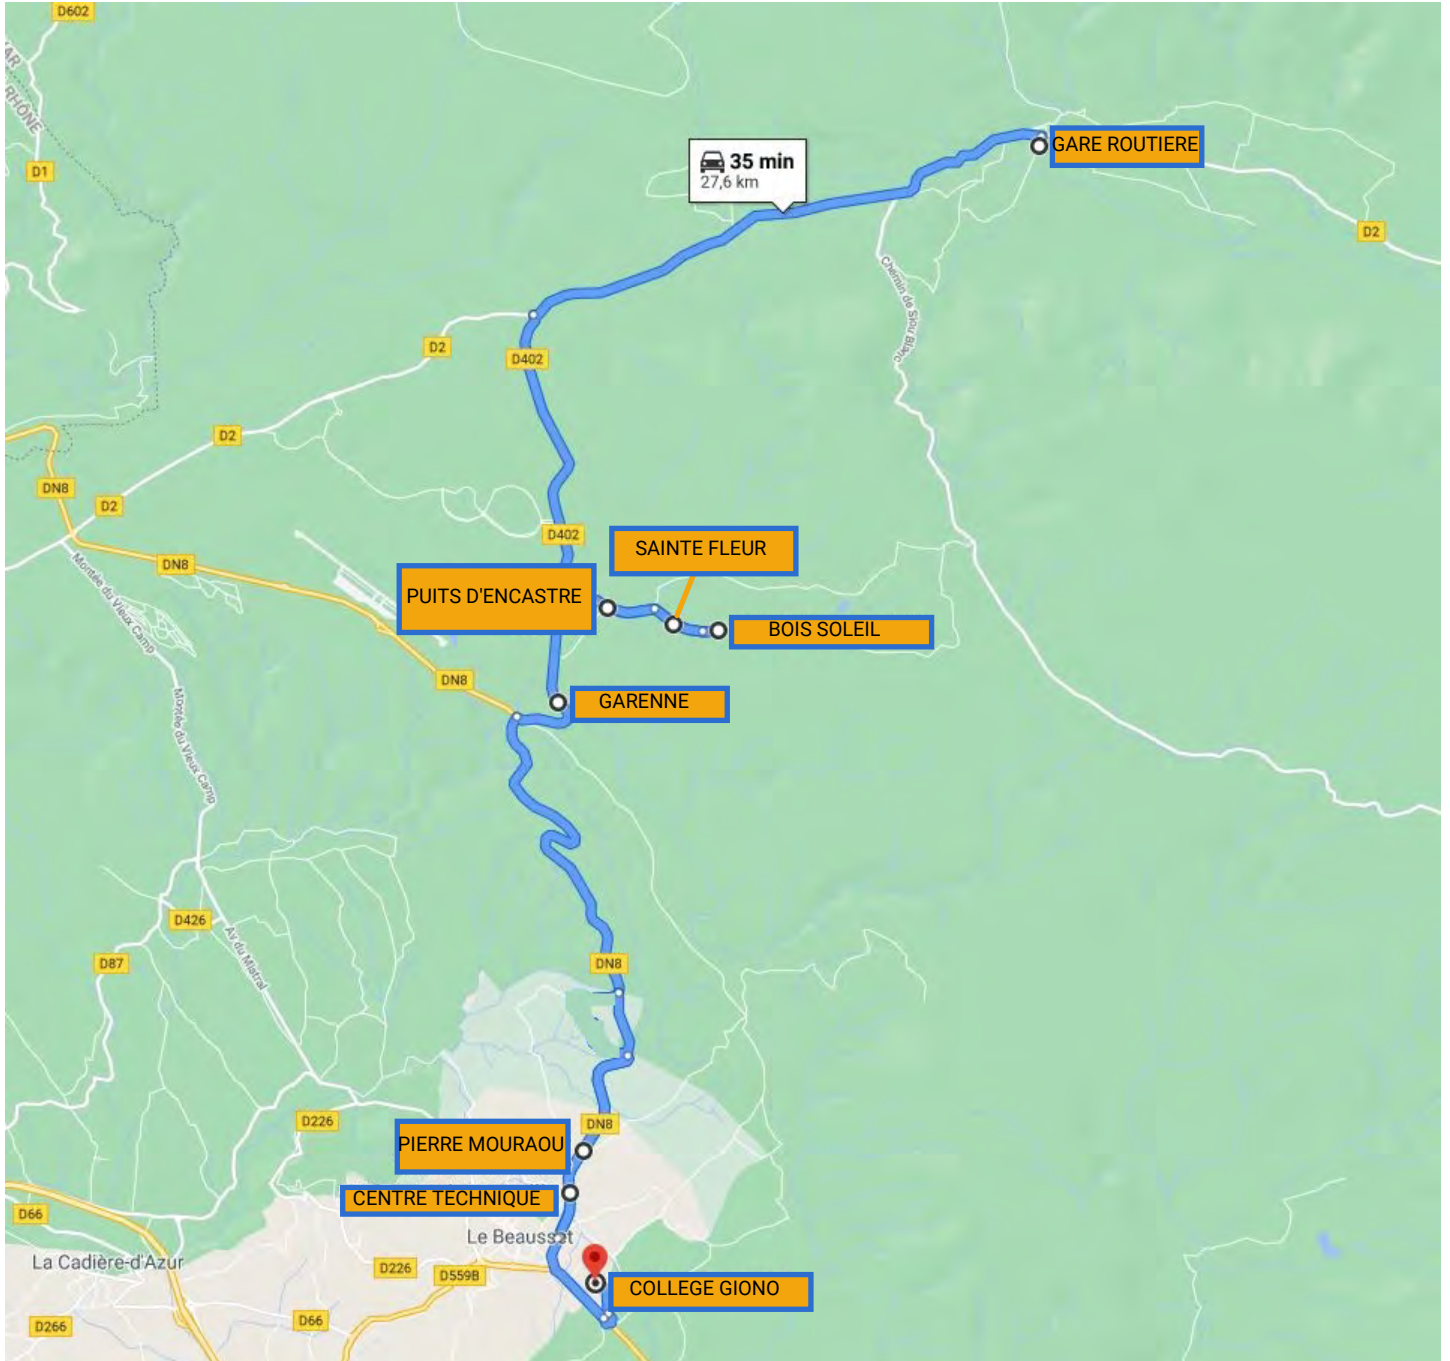 D602
VAR
RHÔNE
D1
GARE ROUTIERE
35 min
27,6 km
D2
Chemin de Siou Blanc
D2
D402
D2
DN8
D2
D402
SAINTE FLEUR
DN8
PUITS D'ENCASTRE
BOIS SOLEIL
Montée du Vieux Camp
DN8
GARENNE
Montée du Vieux Camp
D426
Av du Mistral
D87
DN8
D226
DN8
PIERRE MOURAOU
CENTRE TECHNIQUE
D66
Le Beausset
La Cadière-d'Azur
D226
D559B
COLLEGE GIONO
D266
D66